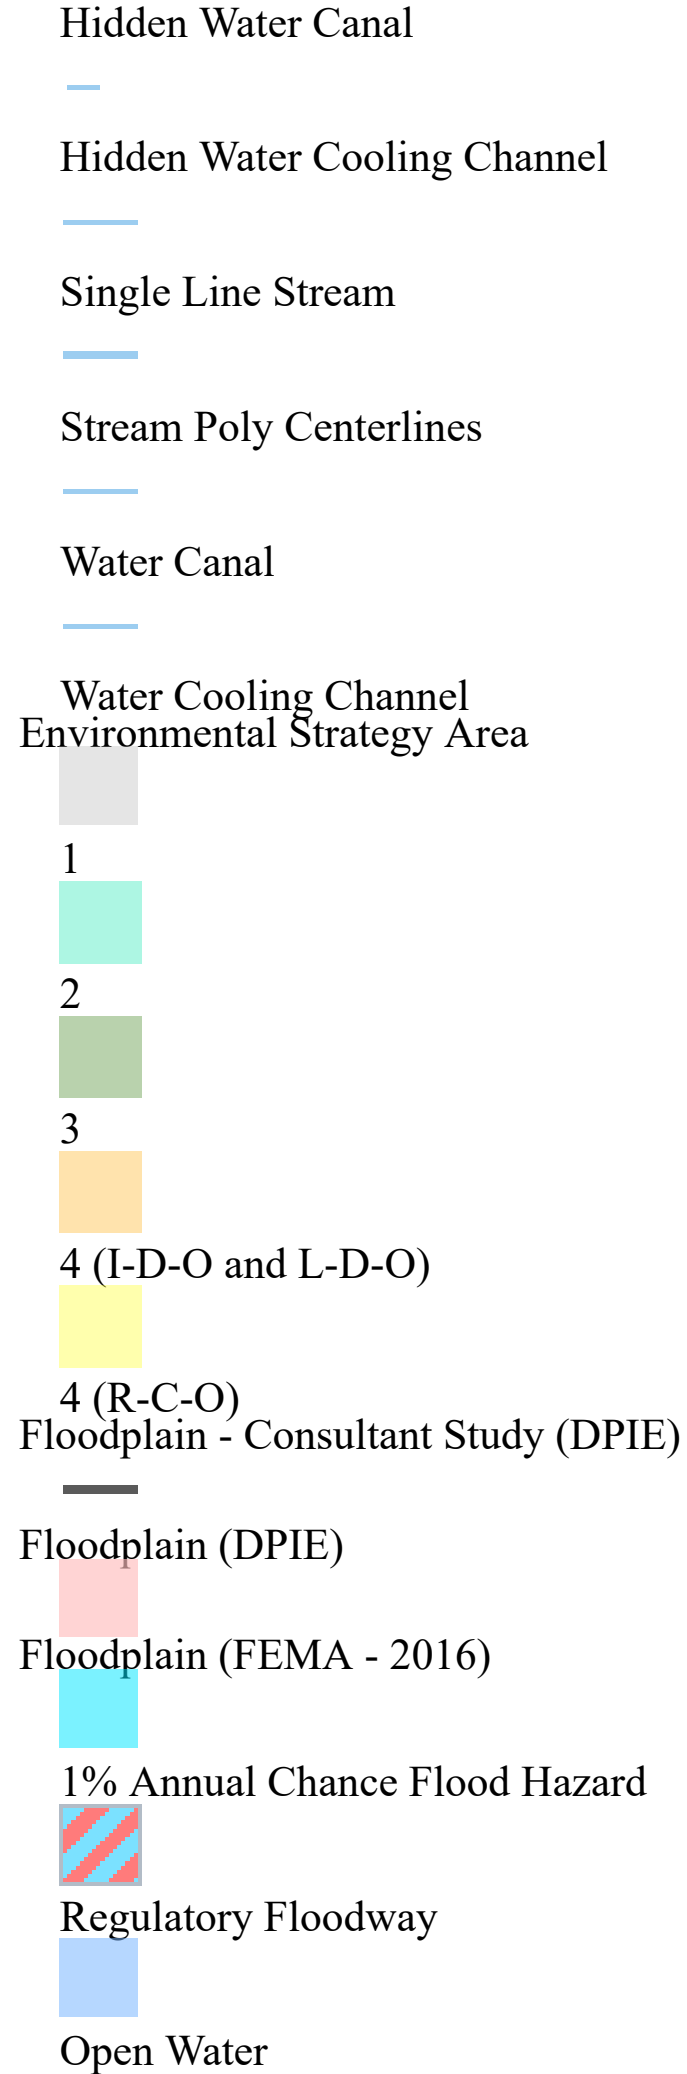 Hidden Water Canal
Hidden Water Cooling Channel
Single Line Stream
Stream Poly Centerlines
Water Canal
Water Cooling Channel
Environmental Strategy Area
1
2
3
4 (I-D-O and L-D-O)
4 (R-C-O)
Floodplain - Consultant Study (DPIE)
Floodplain (DPIE)
Floodplain (FEMA - 2016)
1% Annual Chance Flood Hazard
Regulatory Floodway
Open Water